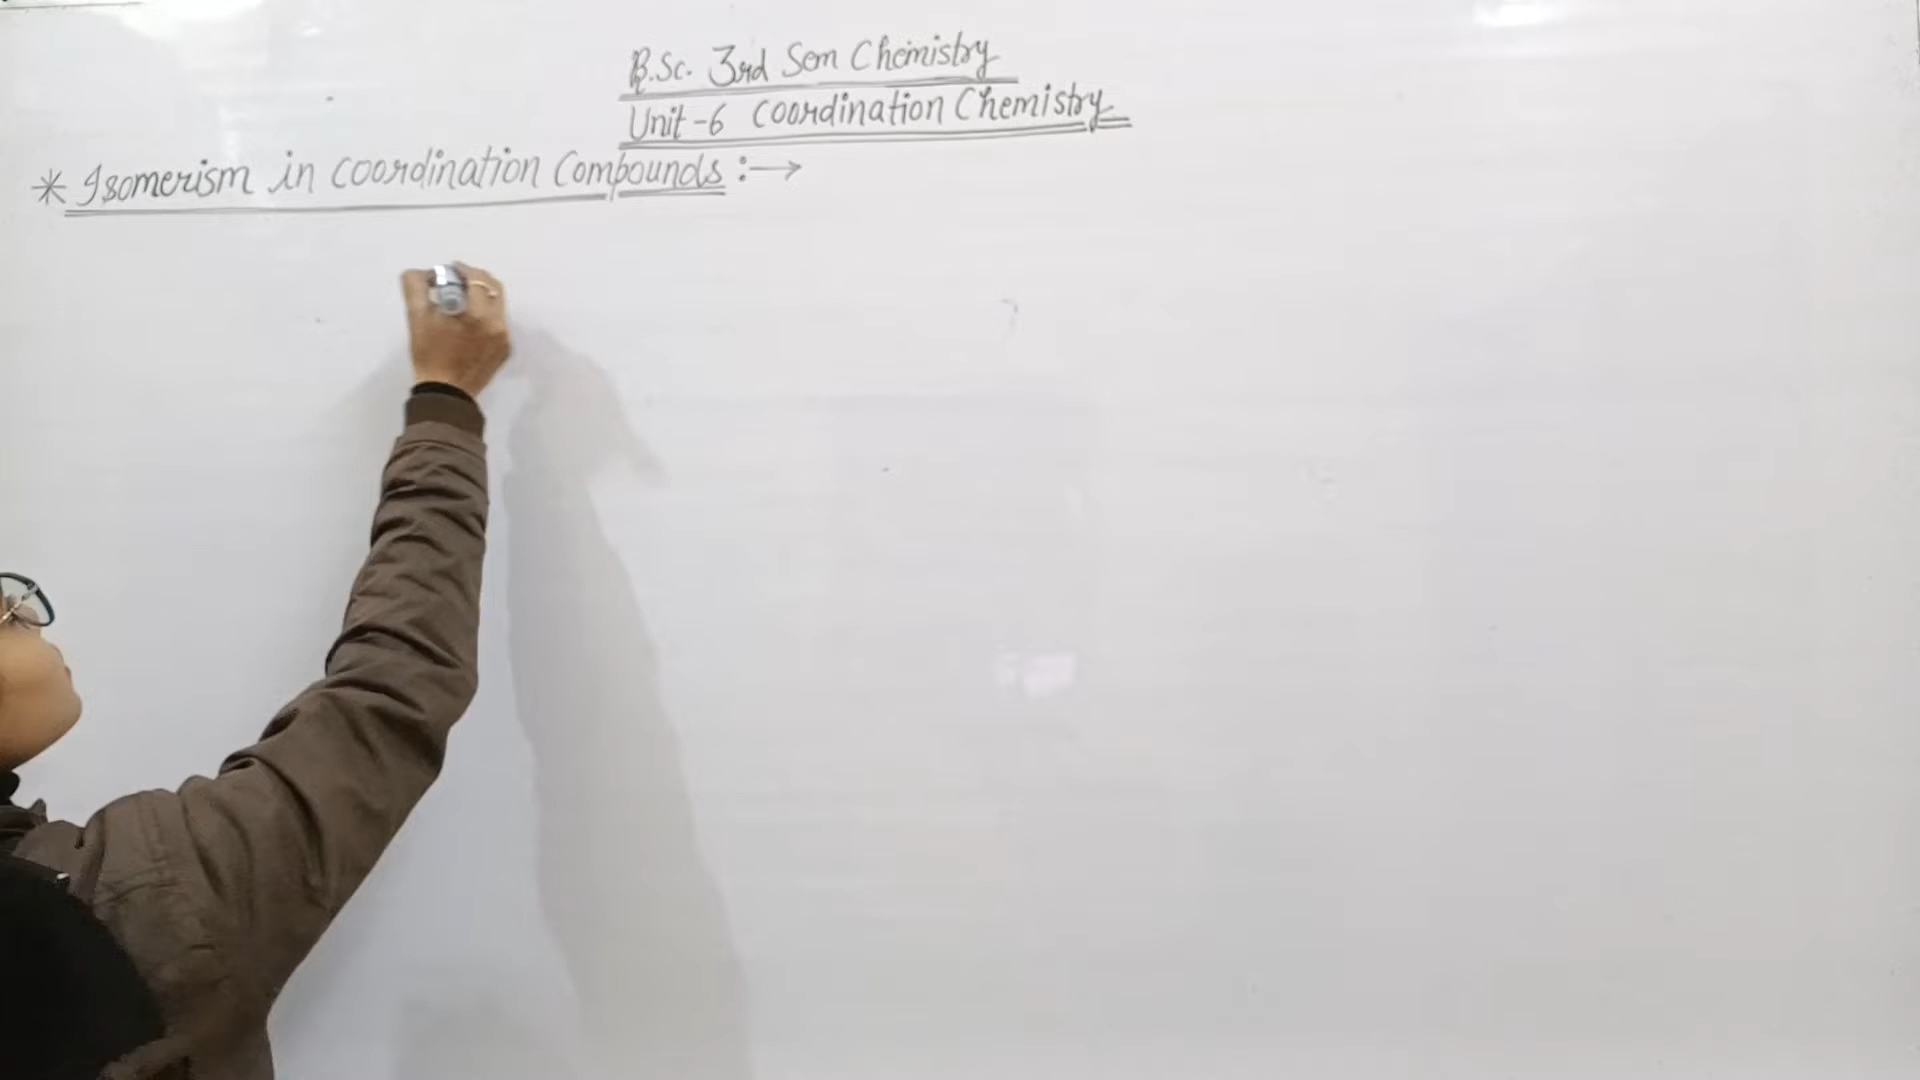 B.Sc. 3rd Sem Chemistry
Unit-6 Coordination Chemistry
* Isomerism in Coordination Compounds :→